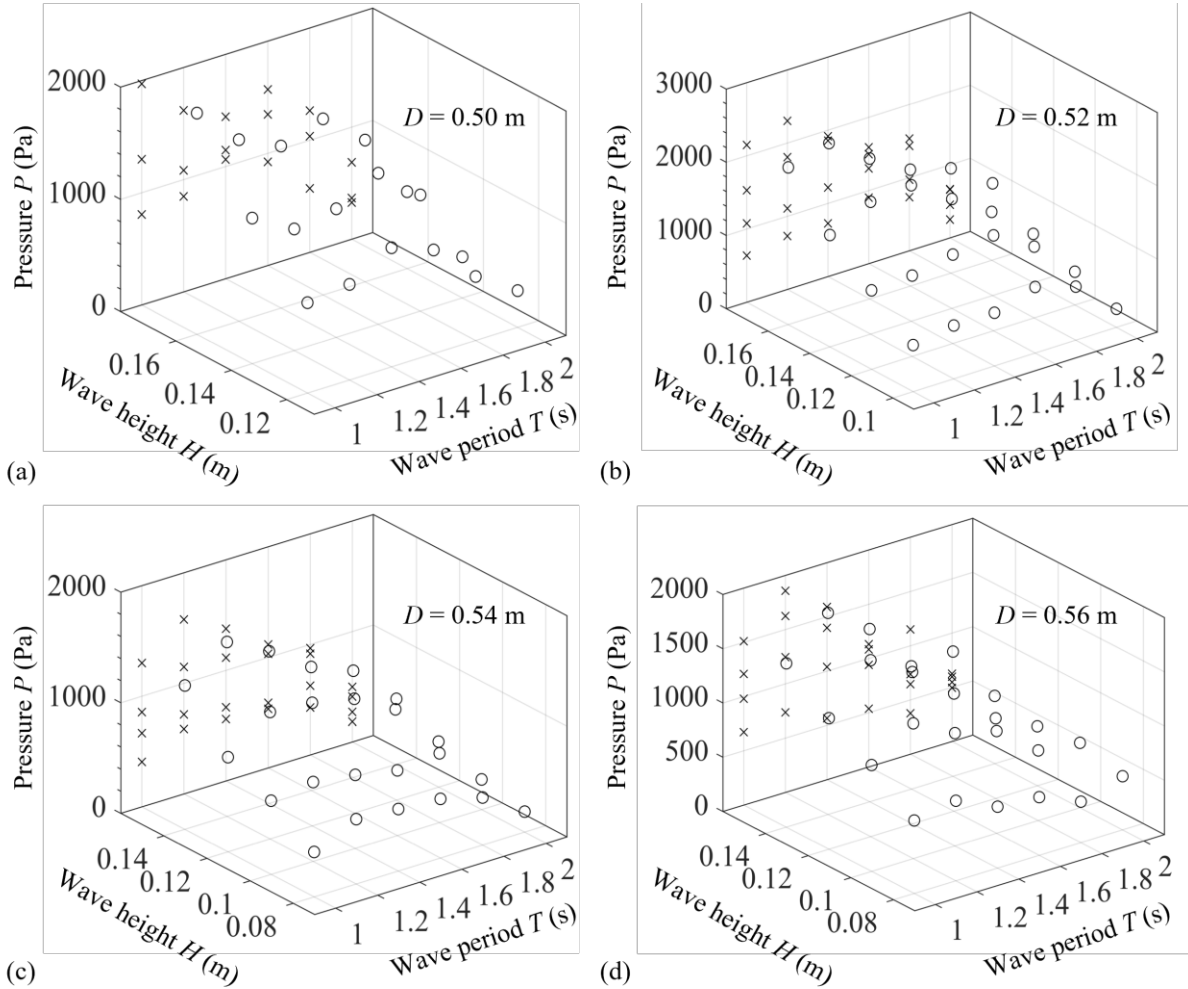 2000
1000
0
Pressure P (Pa)
D = 0.50 m
0.16
0.14
0.12
Wave height H (m)
1
1.2
1.4
1.6
1.8
2
Wave period T (s)
(a)
3000
2000
1000
0
Pressure P (Pa)
D = 0.52 m
0.16
0.14
0.12
0.1
Wave height H (m)
1
1.2
1.4
1.6
1.8
2
Wave period T (s)
(b)
2000
1000
0
Pressure P (Pa)
D = 0.54 m
0.14
0.12
0.1
0.08
Wave height H (m)
1
1.2
1.4
1.6
1.8
2
Wave period T (s)
(c)
2000
1500
1000
500
0
Pressure P (Pa)
D = 0.56 m
0.14
0.12
0.1
0.08
Wave height H (m)
1
1.2
1.4
1.6
1.8
2
Wave period T (s)
(d)